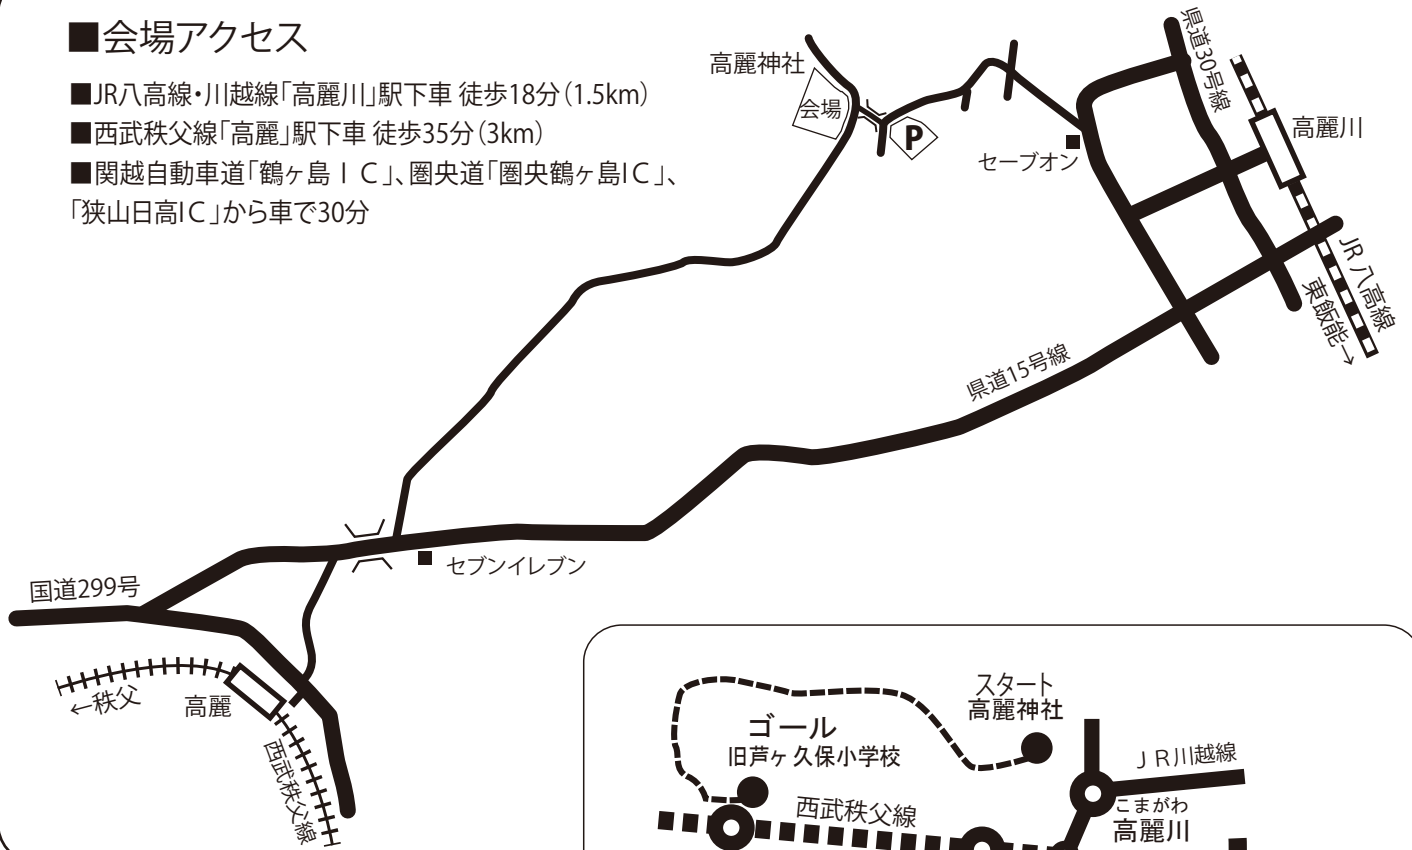 ■会場アクセス
■JR八高線・川越線「高麗川」駅下車 徒歩18分（1.5km）
■西武秩父線「高麗」駅下車 徒歩35分（3km）
■関越自動車道「鶴ヶ島ＩＣ」、圏央道「圏央鶴ヶ島IC」、
「狭山日高IC」から車で30分
高麗神社
会場
P
セーブオン
県道30号線
高麗川
JR八高線
東飯能→
県道15号線
セブンイレブン
国道299号
←秩父
高麗
西武秩父線
スタート
高麗神社
ゴール
旧芦ヶ久保小学校
西武秩父線
ＪＲ川越線
こまがわ
高麗川